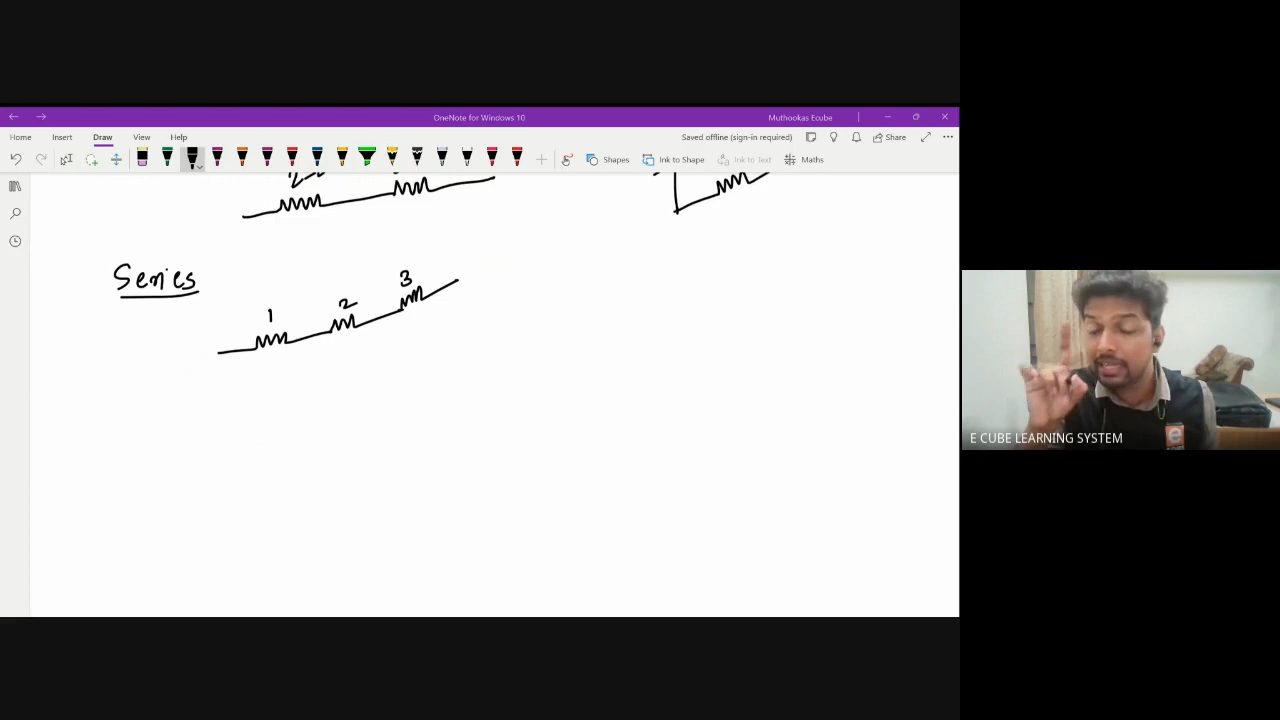 OneNote for Windows 10
Muthookas Ecube
Home Insert Draw View Help
Saved offline (sign-in required)
Share
Shapes
Ink to Shape
Ink to Text
Maths
2
Series
1 2 3
E CUBE LEARNING SYSTEM
e